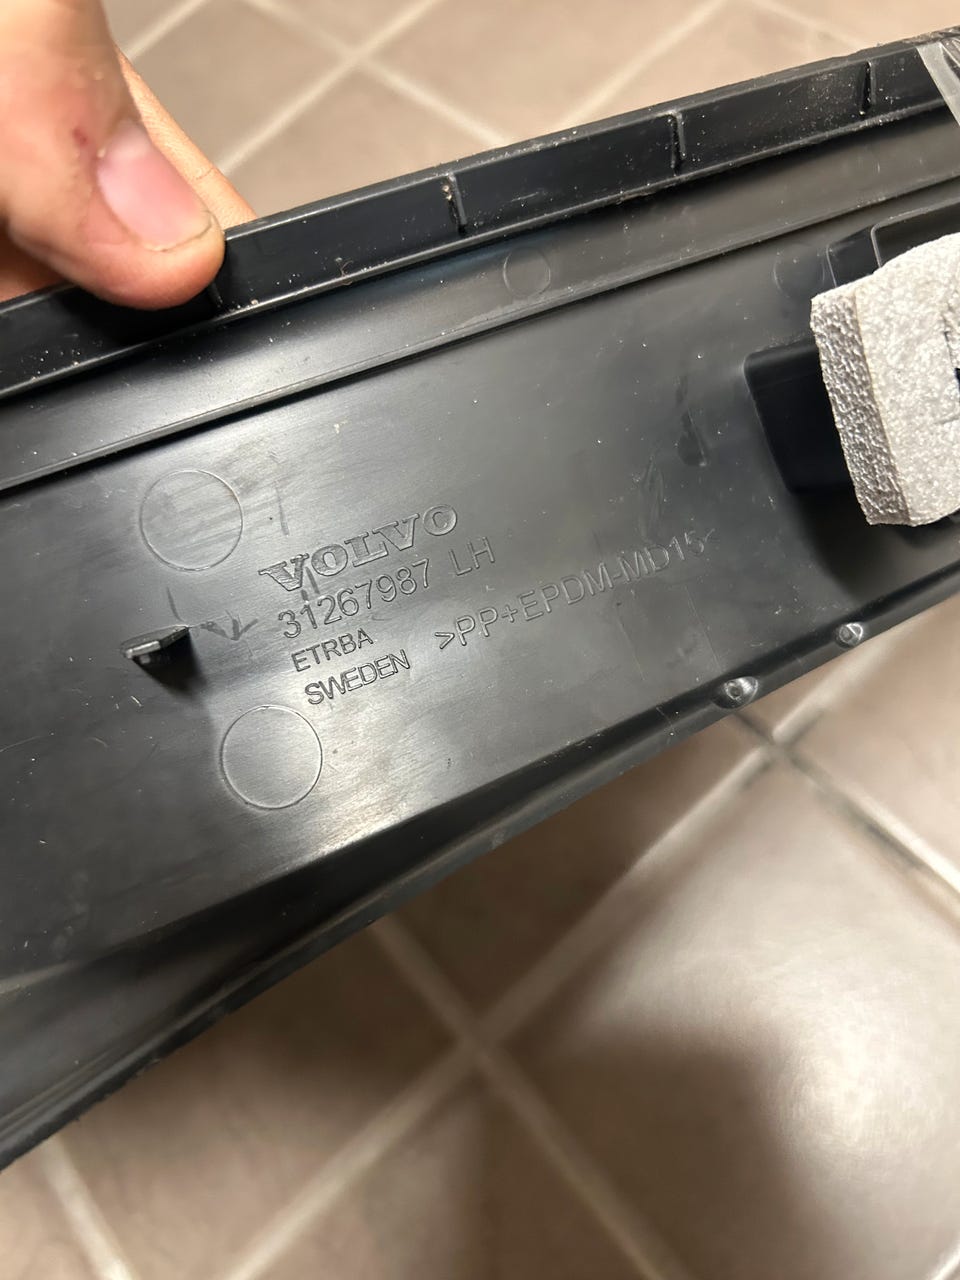 VOLVO
31267987 LH
ETRBA
SWEDEN
>PP+EPDM-MD15<